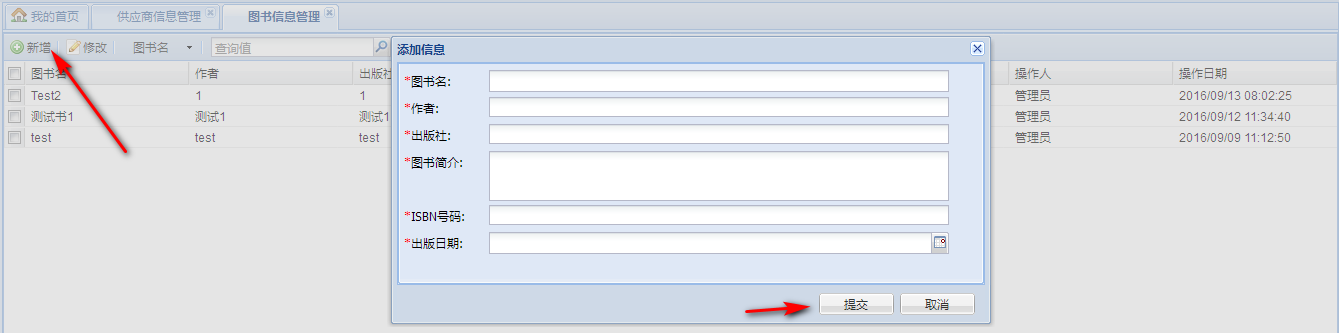 我的首页 供应商信息管理 图书信息管理
新增 修改 图书名 查询值
图书名 作者 出版社 操作人 操作日期
Test2 1 1 管理员 2016/09/13 08:02:25
测试书1 测试1 测试1 管理员 2016/09/12 11:34:40
test test test 管理员 2016/09/09 11:12:50
添加信息
*图书名:
*作者:
*出版社:
*图书简介:
*ISBN号码:
*出版日期:
提交 取消